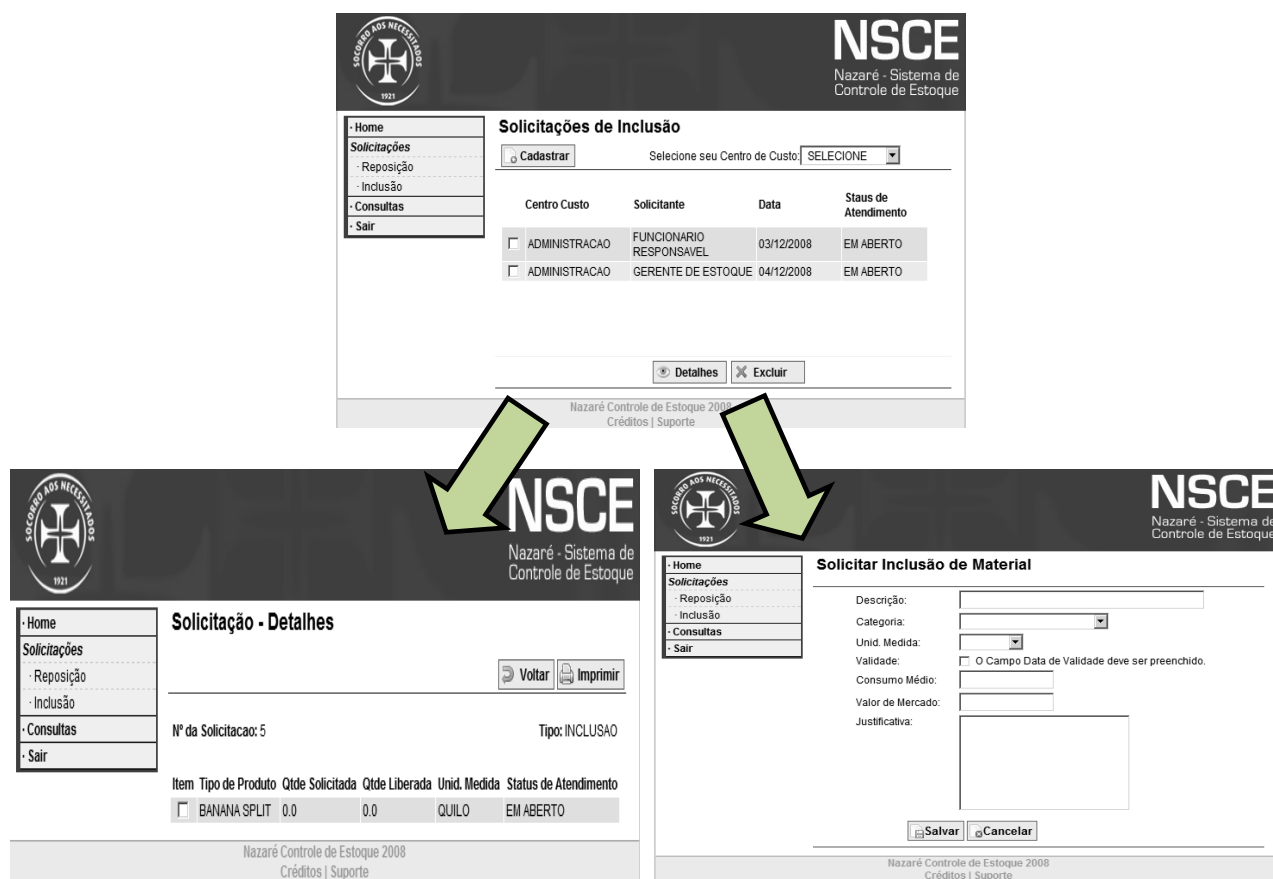 SOCORRO AOS NECESSITADOS
1921
NSCE
Nazaré - Sistema de
Controle de Estoque
· Home
Solicitações
· Reposição
· Inclusão
· Consultas
· Sair
Solicitações de Inclusão
Cadastrar
Selecione seu Centro de Custo: SELECIONE
Centro Custo Solicitante Data Staus de Atendimento
ADMINISTRACAO FUNCIONARIO RESPONSAVEL 03/12/2008 EM ABERTO
ADMINISTRACAO GERENTE DE ESTOQUE 04/12/2008 EM ABERTO
Detalhes Excluir
Nazaré Controle de Estoque 2008
Créditos | Suporte
SOCORRO AOS NECESSITADOS
1921
NSCE
Nazaré - Sistema de
Controle de Estoque
· Home
Solicitações
· Reposição
· Inclusão
· Consultas
· Sair
Solicitação - Detalhes
Voltar Imprimir
Nº da Solicitacao: 5 Tipo: INCLUSAO
Item Tipo de Produto Qtde Solicitada Qtde Liberada Unid. Medida Status de Atendimento
BANANA SPLIT 0.0 0.0 QUILO EM ABERTO
Nazaré Controle de Estoque 2008
Créditos | Suporte
SOCORRO AOS NECESSITADOS
1921
NSCE
Nazaré - Sistema de
Controle de Estoque
· Home
Solicitações
· Reposição
· Inclusão
· Consultas
· Sair
Solicitar Inclusão de Material
Descrição:
Categoria:
Unid. Medida:
Validade: O Campo Data de Validade deve ser preenchido.
Consumo Médio:
Valor de Mercado:
Justificativa:
Salvar Cancelar
Nazaré Controle de Estoque 2008
Créditos | Suporte